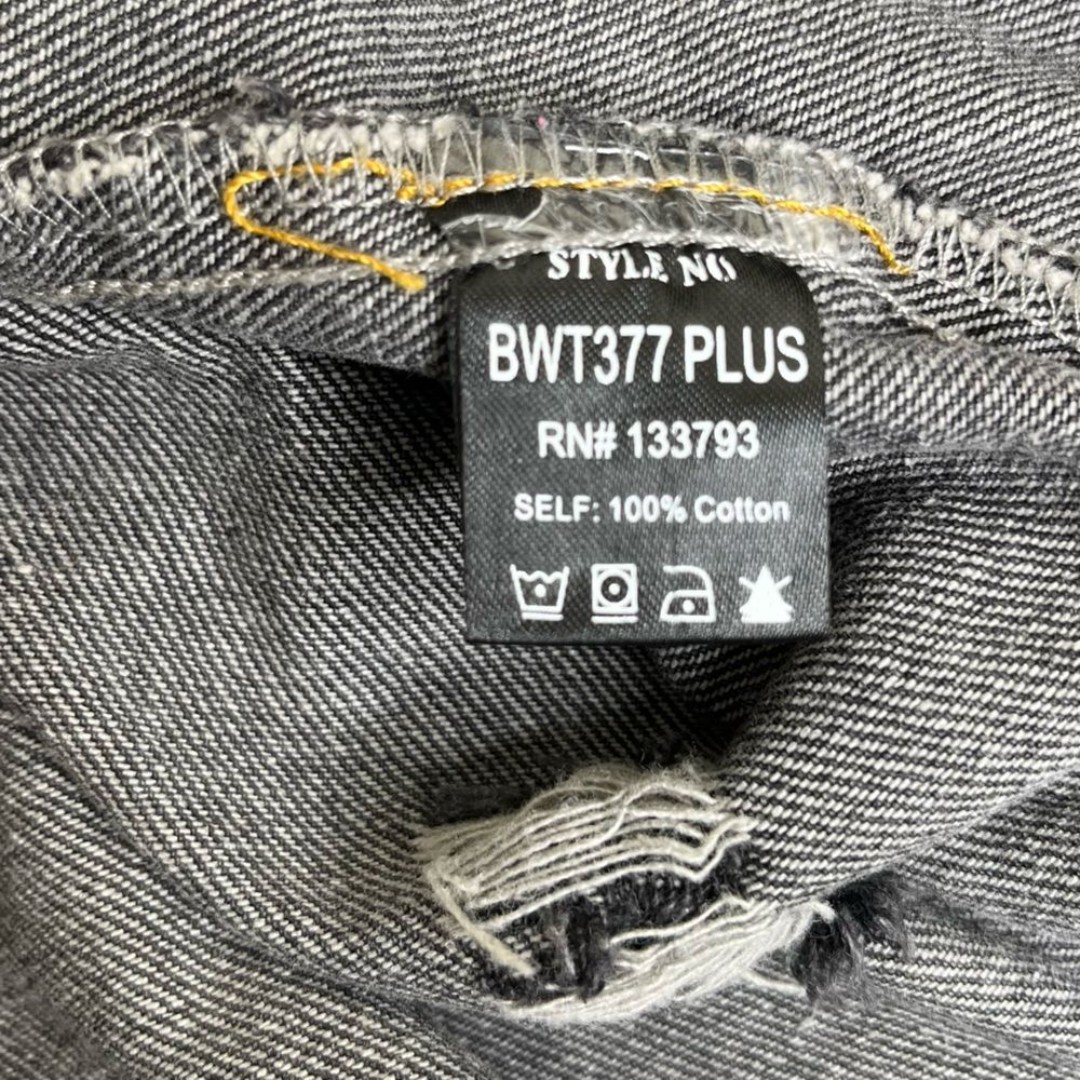 STYLE NO
BWT377 PLUS
RN# 133793
SELF: 100% Cotton